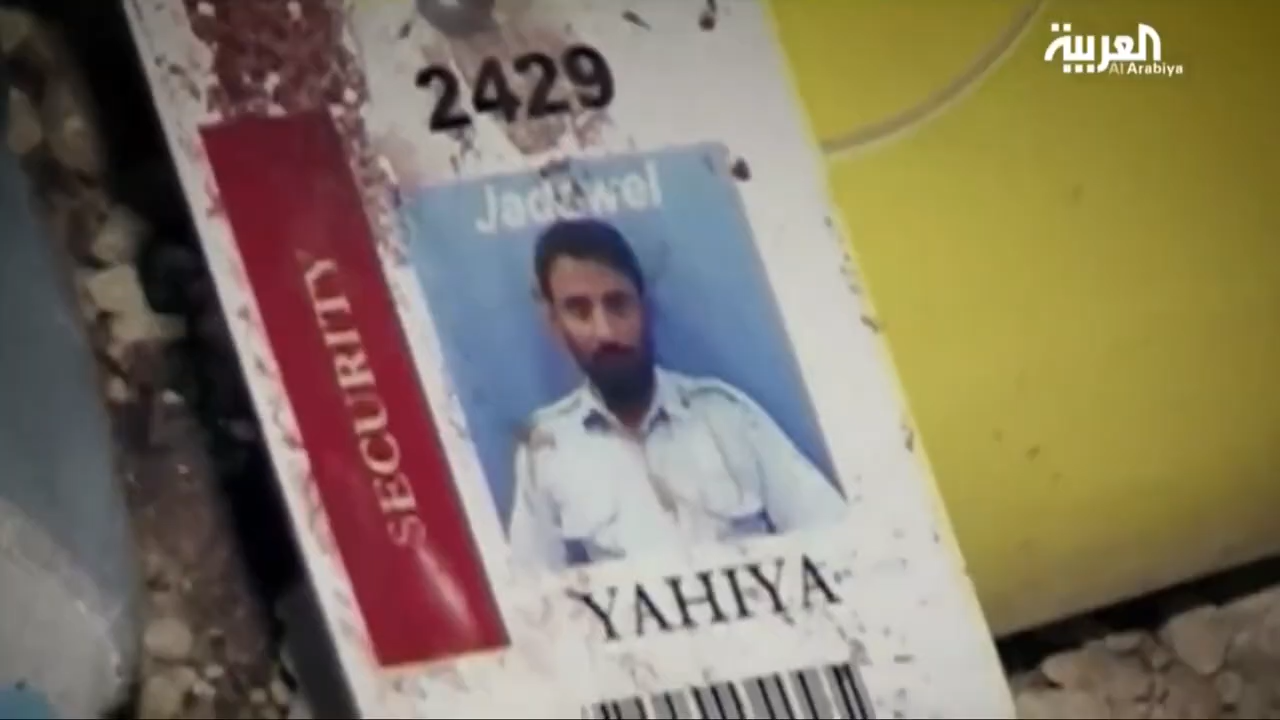 العربية
Al Arabiya
2429
Jadawel
SECURITY
YAHIYA